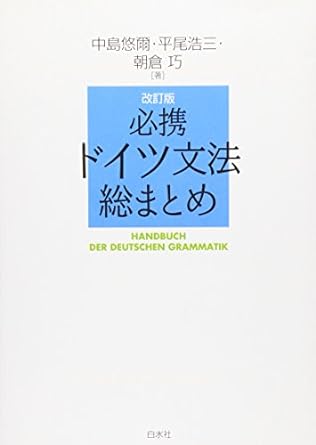 中島悠爾・平尾浩三・
朝倉 巧
[著]
改訂版
必携
ドイツ文法
総まとめ
HANDBUCH
DER DEUTSCHEN GRAMMATIK
白水社